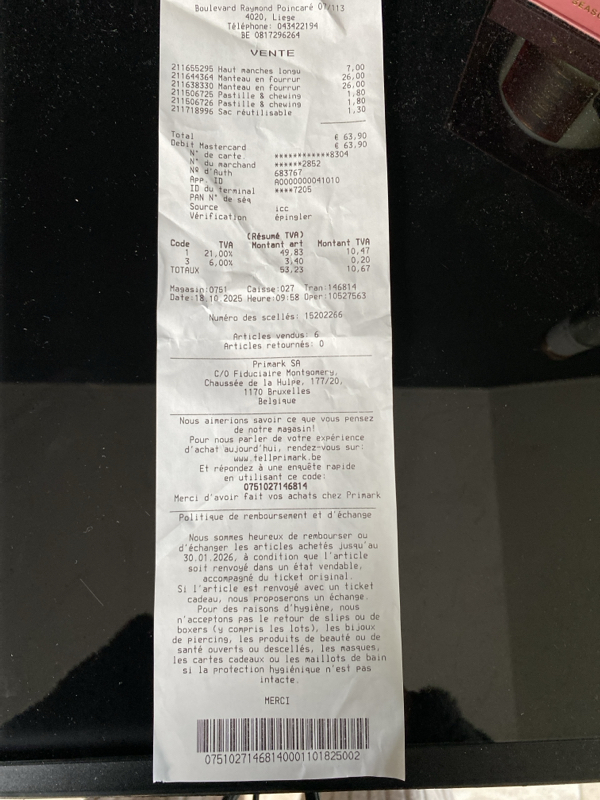 Boulevard Raymond Poincaré 07/113
4020, Liege
Téléphone: 043422194
BE 0817296264
VENTE
211655295 Haut manches longu 7,00
211644364 Manteau en fourrur 26,00
211638330 Manteau en fourrur 26,00
211506725 Pastille & chewing 1,80
211506726 Pastille & chewing 1,80
211718996 Sac réutilisable 1,30
Total € 63,90
Debit Mastercard € 63,90
N° de carte ************8304
N° du marchand ******2852
Nº d'Auth 683767
App. ID A0000000041010
ID du terminal ****7205
PAN N° de séq
Source icc
Vérification épingler
(Résumé TVA)
Code TVA Montant art Montant TVA
1 21,00% 49,83 10,47
3 6,00% 3,40 0,20
TOTAUX 53,23 10,67
Magasin:0751 Caisse:027 Tran:146814
Date:18.10.2025 Heure:09:58 Oper:10527563
Numéro des scellés: 15202266
Articles vendus: 6
Articles retournés: 0
Primark SA
C/O Fiduciaire Montgomery,
Chaussée de la Hulpe, 177/20,
1170 Bruxelles
Belgique
Nous aimerions savoir ce que vous pensez
de notre magasin!
Pour nous parler de votre expérience
d'achat aujourd'hui, rendez-vous sur:
www.tellprimark.be
Et répondez à une enquête rapide
en utilisant ce code:
0751027146814
Merci d'avoir fait vos achats chez Primark
Politique de remboursement et d'échange
Nous sommes heureux de rembourser ou
d'échanger les articles achetés jusqu'au
30.01.2026, à condition que l'article
soit renvoyé dans un état vendable,
accompagné du ticket original.
Si l'article est renvoyé avec un ticket
cadeau, nous proposerons un échange.
Pour des raisons d'hygiène, nous
n'acceptons pas le retour de slips ou de
boxers (y compris les lots), les bijoux
de piercing, les produits de beauté ou de
santé ouverts ou descellés, les masques,
les cartes cadeaux ou les maillots de bain
si la protection hygiénique n'est pas
intacte.
MERCI
07510271468140001101825002